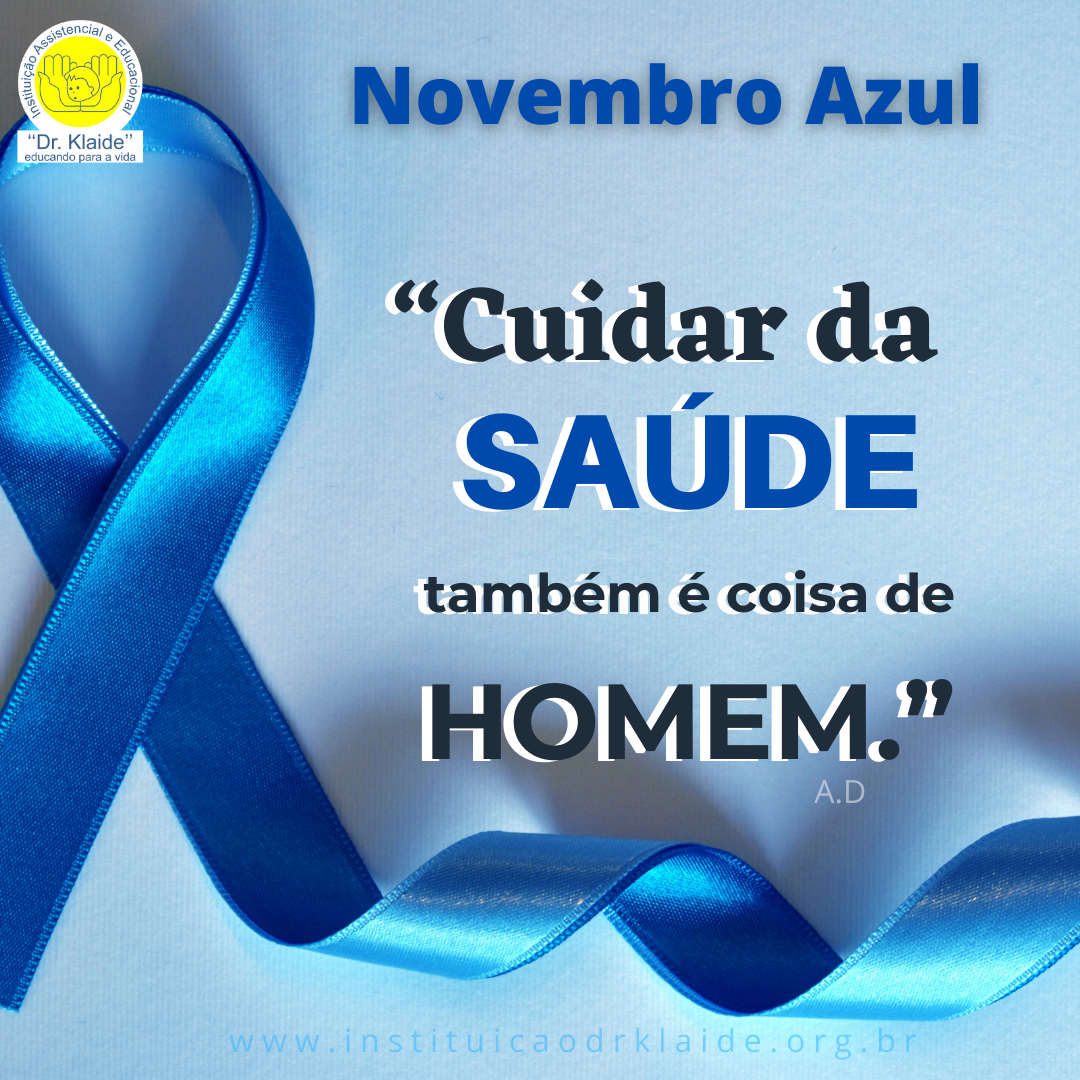 Instituição Assistencial e Educacional
“Dr. Klaide”
educando para a vida
Novembro Azul
“Cuidar da
SAÚDE
também é coisa de
HOMEM.”
A.D
www.instituicaodrklaide.org.br